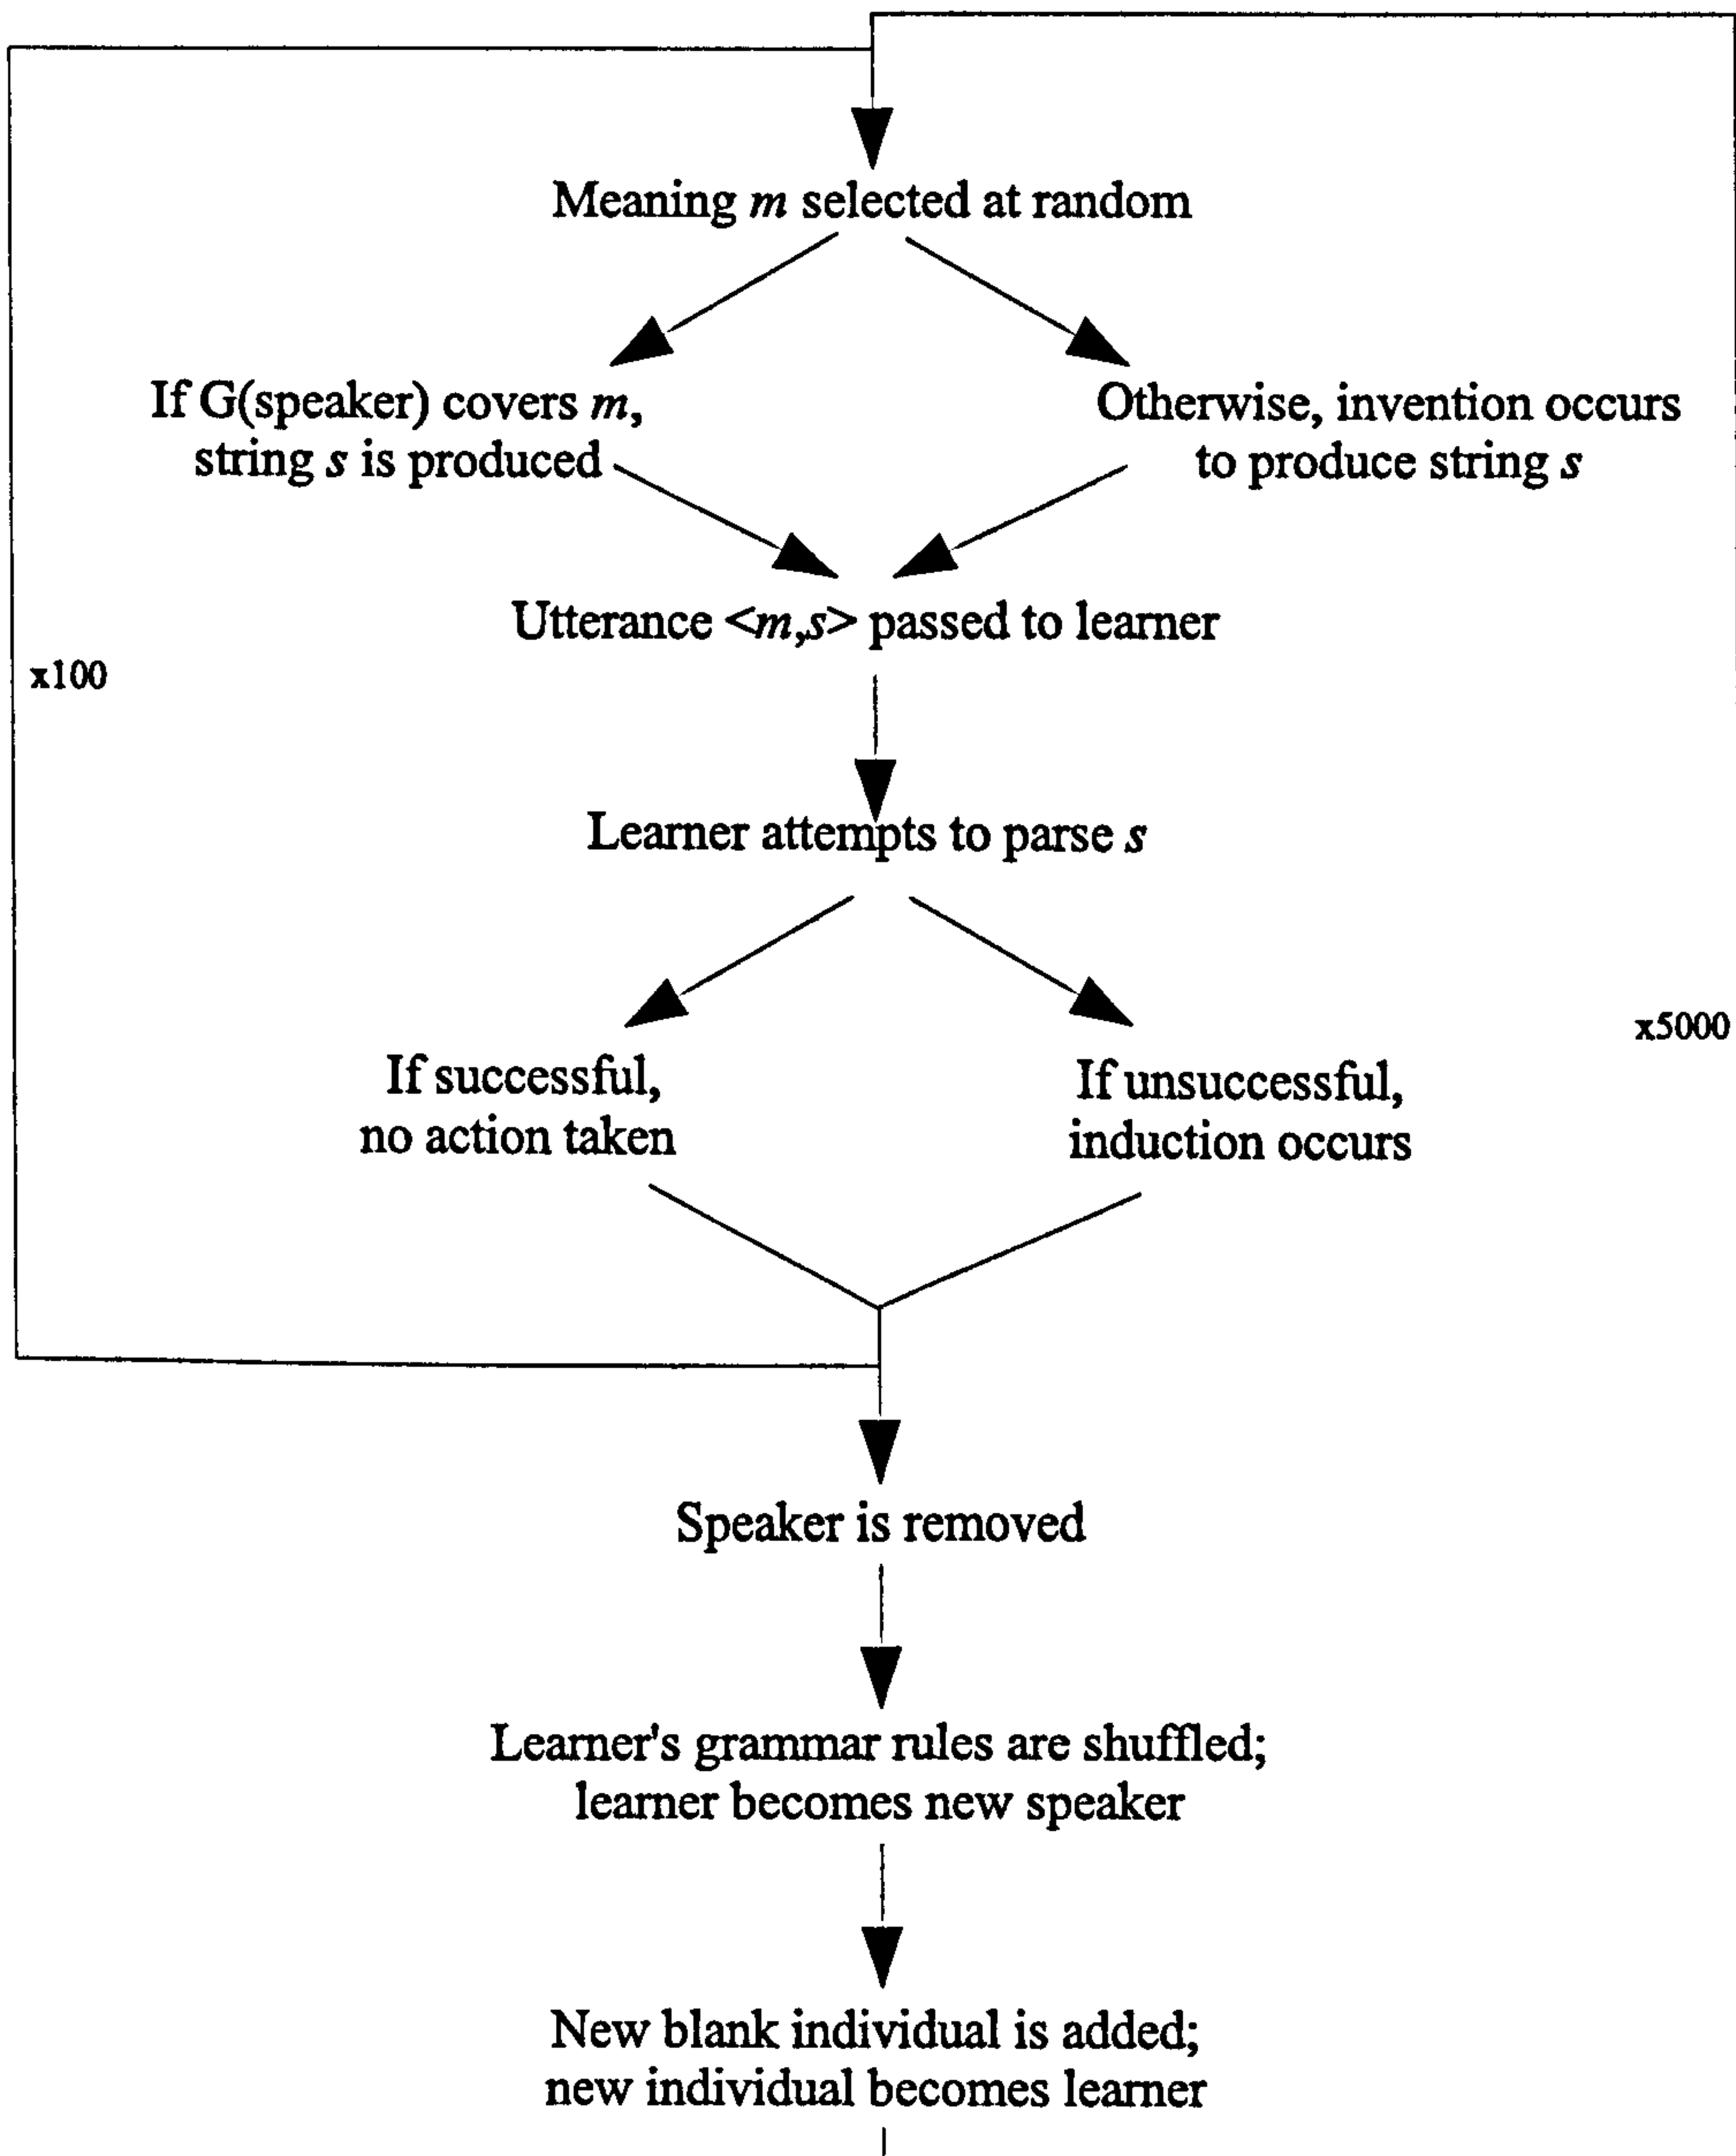 Meaning m selected at random
If G(speaker) covers m,
string s is produced
Otherwise, invention occurs
to produce string s
Utterance <m,s> passed to learner
x100
Learner attempts to parse s
x5000
If successful,
no action taken
If unsuccessful,
induction occurs
Speaker is removed
Learner's grammar rules are shuffled;
learner becomes new speaker
New blank individual is added;
new individual becomes learner